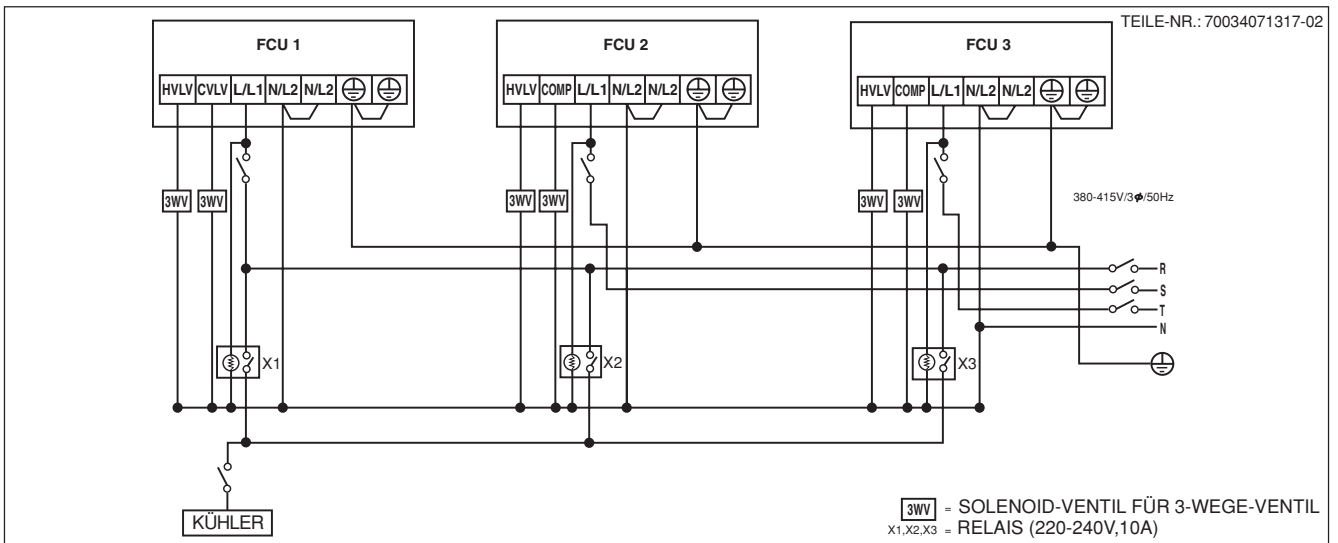 TEILE-NR.: 70034071317-02
FCU 1
FCU 2
FCU 3
HVLV CVLV L/L1 N/L2 N/L2
HVLV COMP L/L1 N/L2 N/L2
HVLV COMP L/L1 N/L2 N/L2
3WV 3WV
3WV 3WV
3WV 3WV
380-415V/3ϕ/50Hz
R
S
T
N
X1
X2
X3
KÜHLER
3WV = SOLENOID-VENTIL FÜR 3-WEGE-VENTIL
X1,X2,X3 = RELAIS (220-240V,10A)